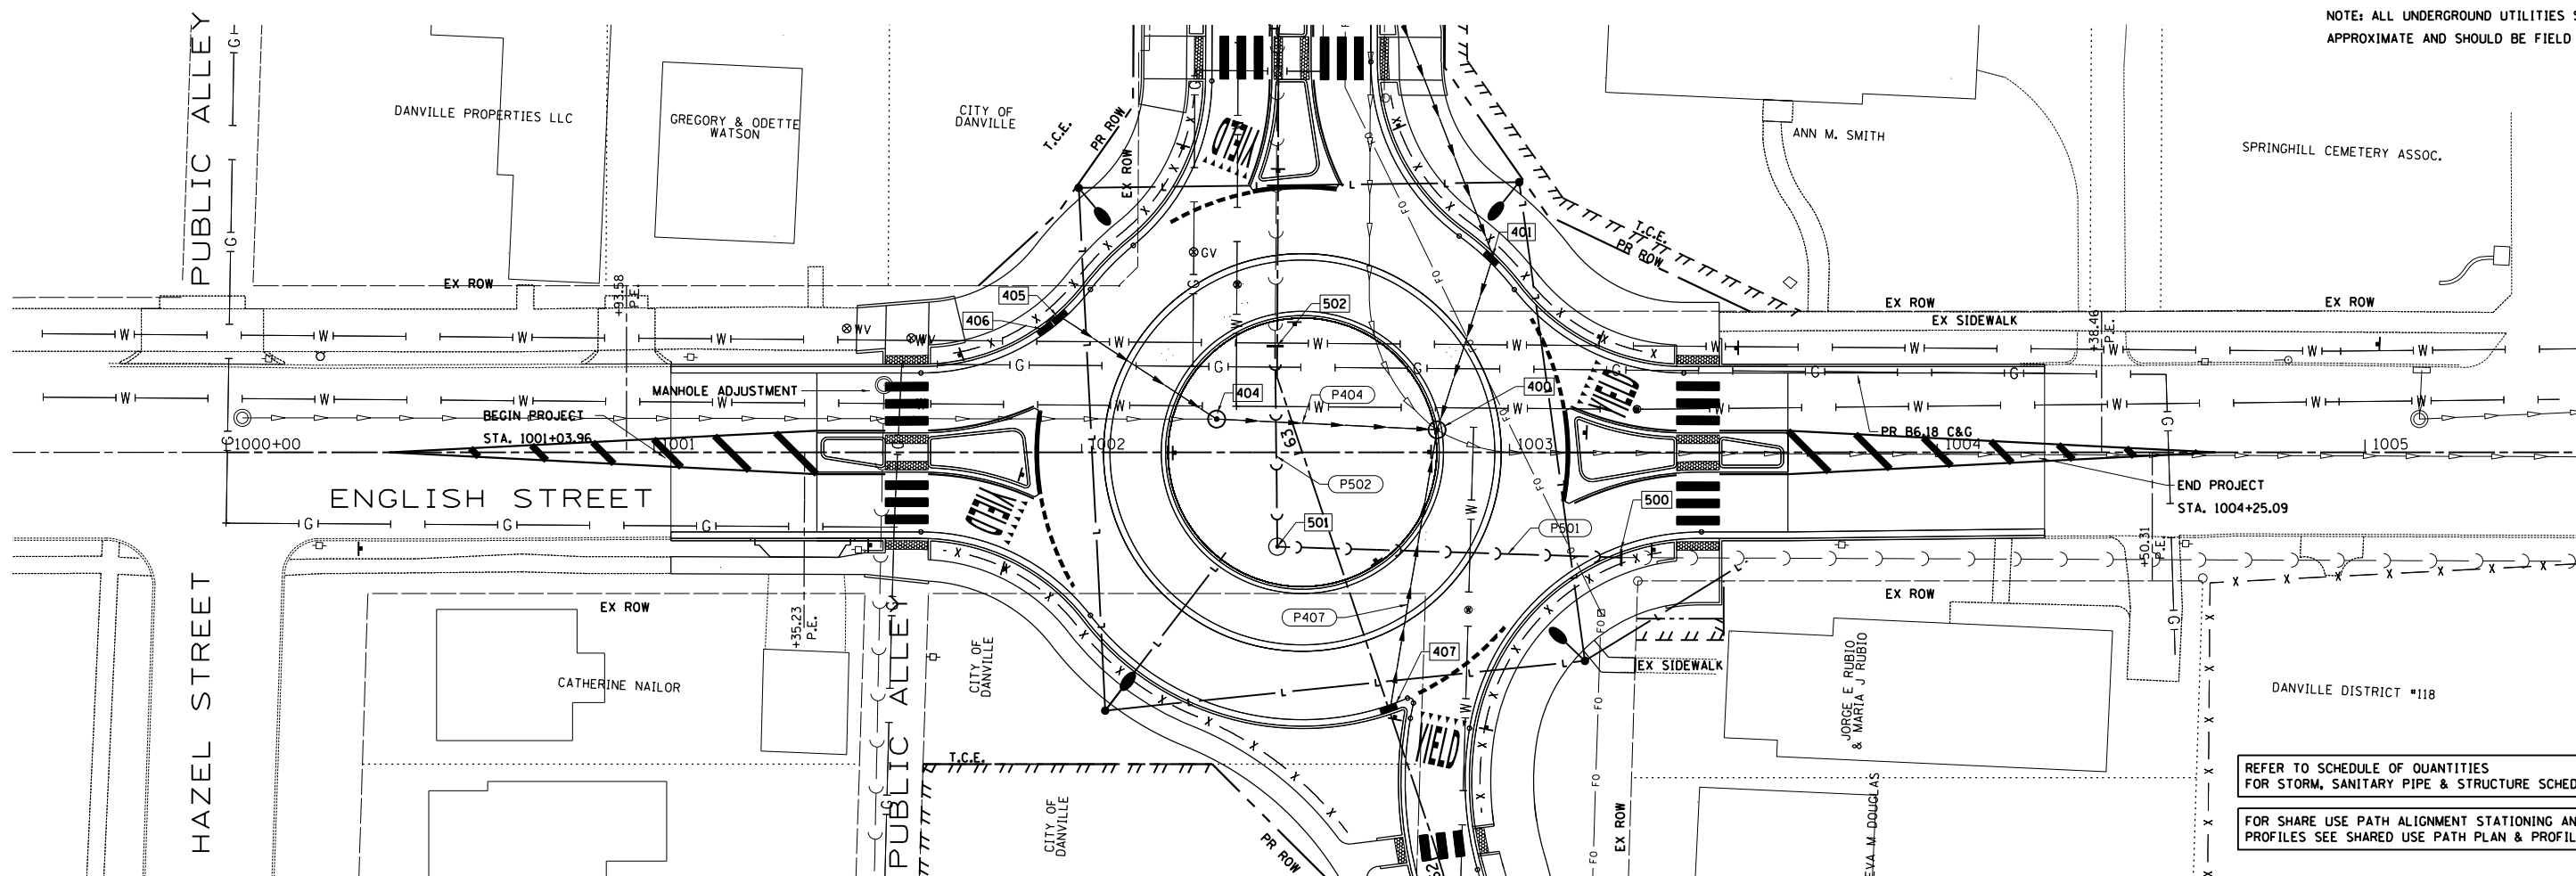 NOTE: ALL UNDERGROUND UTILITIES
APPROXIMATE AND SHOULD BE FIELD
PUBLIC ALLEY
DANVILLE PROPERTIES LLC
GREGORY & ODETTE
WATSON
CITY OF
DANVILLE
T.C.E.
PR ROW
EX ROW
YIELD
ANN M. SMITH
SPRINGHILL CEMETERY ASSOC.
T.C.E.
PR ROW
401
GV
EX ROW
+93.58
P.E.
405
406
502
EX ROW
EX SIDEWALK
EX ROW
+38.46
P.E.
WV
WV
MANHOLE ADJUSTMENT
404
P404
400
YIELD
BEGIN PROJECT
STA. 1001+03.96
PR B6.18 C&G
1000+00
1001
1002
63
1003
1004
1005
ENGLISH STREET
YIELD
P502
501
P501
500
END PROJECT
STA. 1004+25.09
+50.31
P.E.
HAZEL STREET
EX ROW
+35.23
P.E.
PUBLIC ALLEY
CATHERINE NAILOR
CITY OF
DANVILLE
P407
407
EX SIDEWALK
EX ROW
JORGE E RUBIO
& MARIA J RUBIO
DANVILLE DISTRICT #118
YIELD
T.C.E.
CITY OF
DANVILLE
PR ROW
EX ROW
EVA M DOUGLAS
REFER TO SCHEDULE OF QUANTITIES
FOR STORM, SANITARY PIPE & STRUCTURE SCHED
FOR SHARE USE PATH ALIGNMENT STATIONING AN
PROFILES SEE SHARED USE PATH PLAN & PROFIL